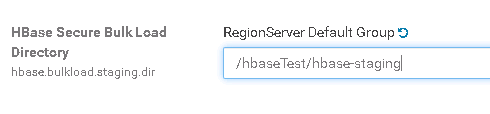 HBase Secure Bulk Load RegionServer Default Group
Directory
hbase.bulkload.staging.dir
/hbaseTest/hbase-staging